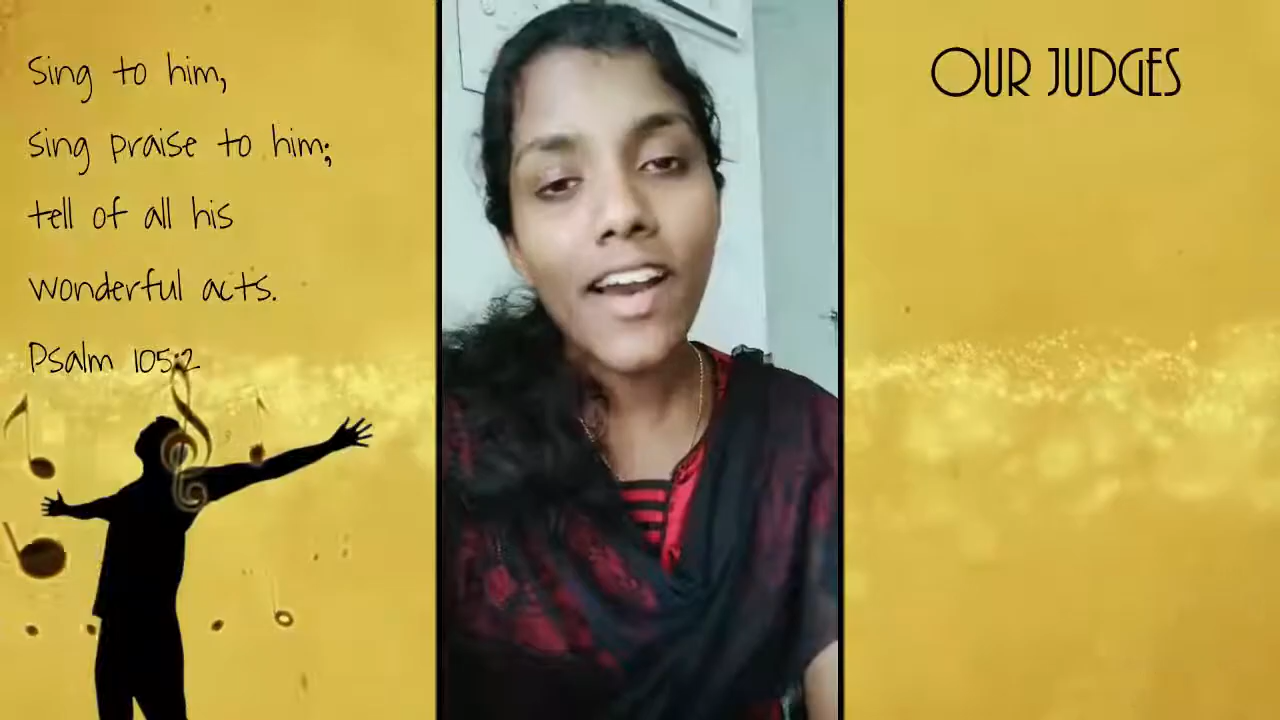 Sing to him,
sing praise to him;
tell of all his
wonderful acts.
Psalm 105:2
OUR JUDGES